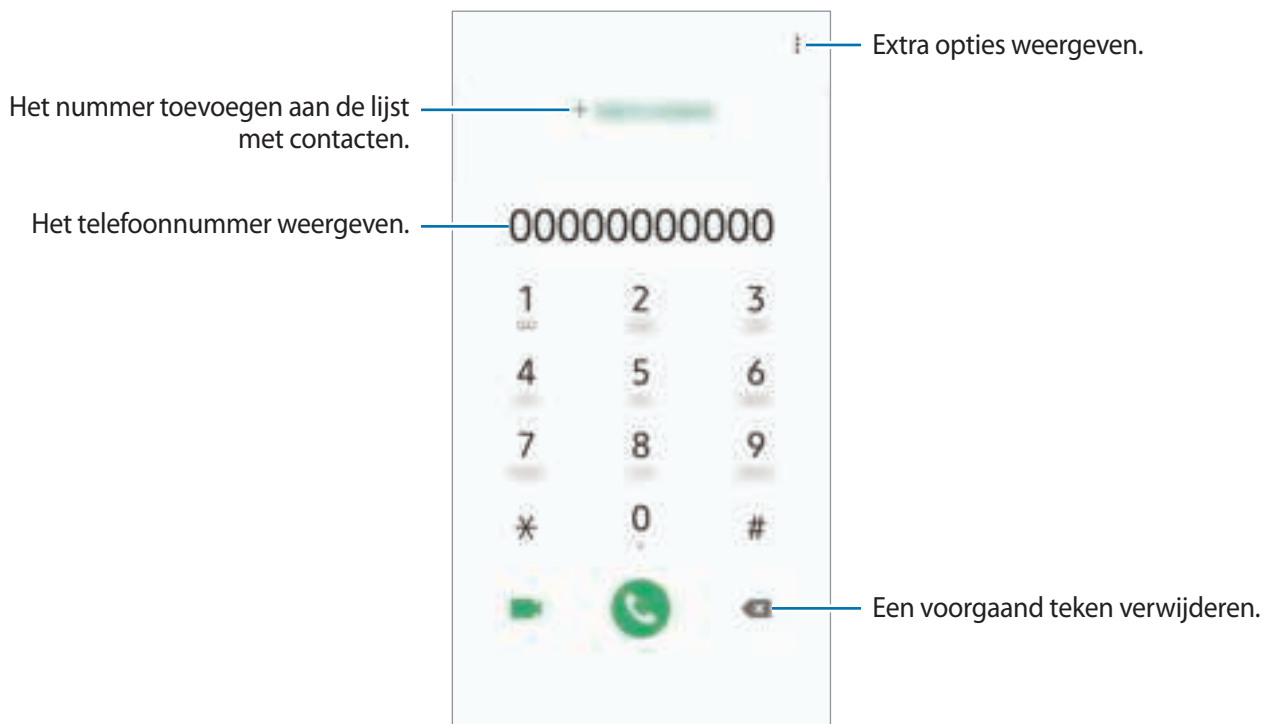 Extra opties weergeven.
Het nummer toevoegen aan de lijst
met contacten.
+
Het telefoonnummer weergeven.
00000000000
1 2 3
4 5 6
7 8 9
* 0 #
Een voorgaand teken verwijderen.